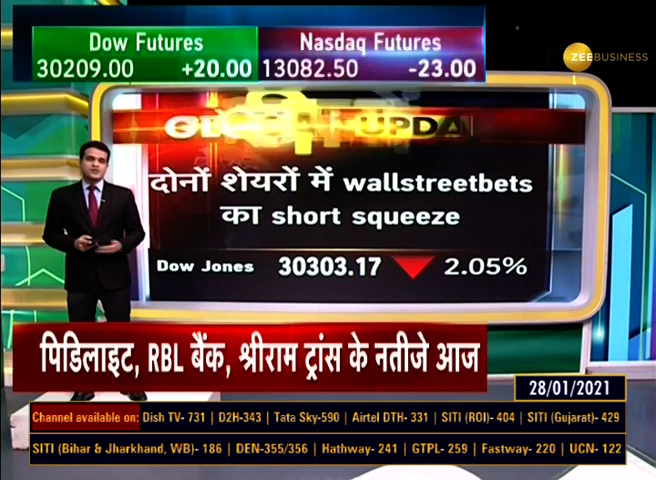 Dow Futures
30209.00 +20.00
Nasdaq Futures
13082.50 -23.00
ZEEBUSINESS
GLOBAL UPDA
दोनों शेयरों में wallstreetbets
का short squeeze
Dow Jones 30303.17 2.05%
पिडिलाइट, RBL बैंक, श्रीराम ट्रांस के नतीजे आज
28/01/2021
Channel available on: Dish TV- 731 | D2H-343 | Tata Sky-590 | Airtel DTH- 331 | SITI (ROI)- 404 | SITI (Gujarat)- 429
SITI (Bihar & Jharkhand, WB)- 186 | DEN-355/356 | Hathway- 241 | GTPL- 259 | Fastway- 220 | UCN- 122